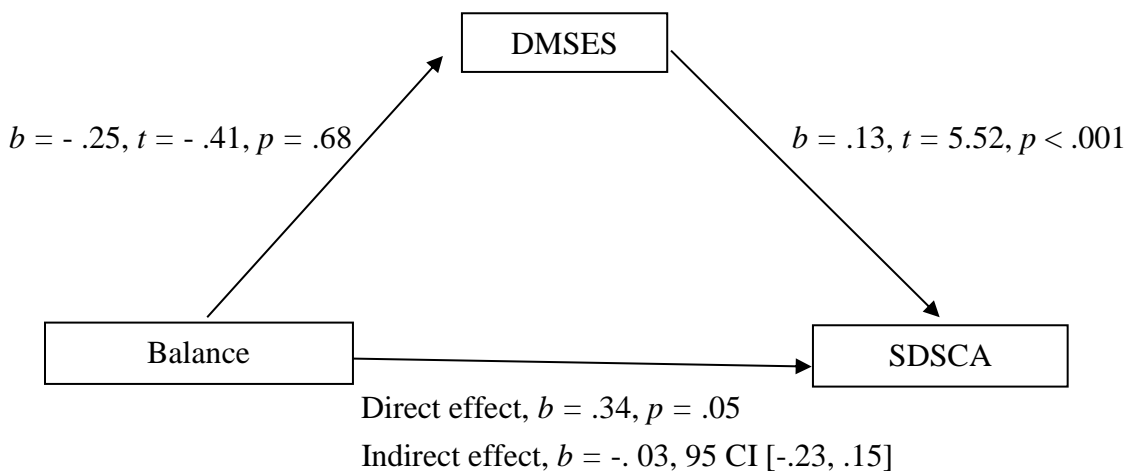 DMSES
b = - .25, t = - .41, p = .68
b = .13, t = 5.52, p < .001
Balance
SDSCA
Direct effect, b = .34, p = .05
Indirect effect, b = -. 03, 95 CI [-.23, .15]